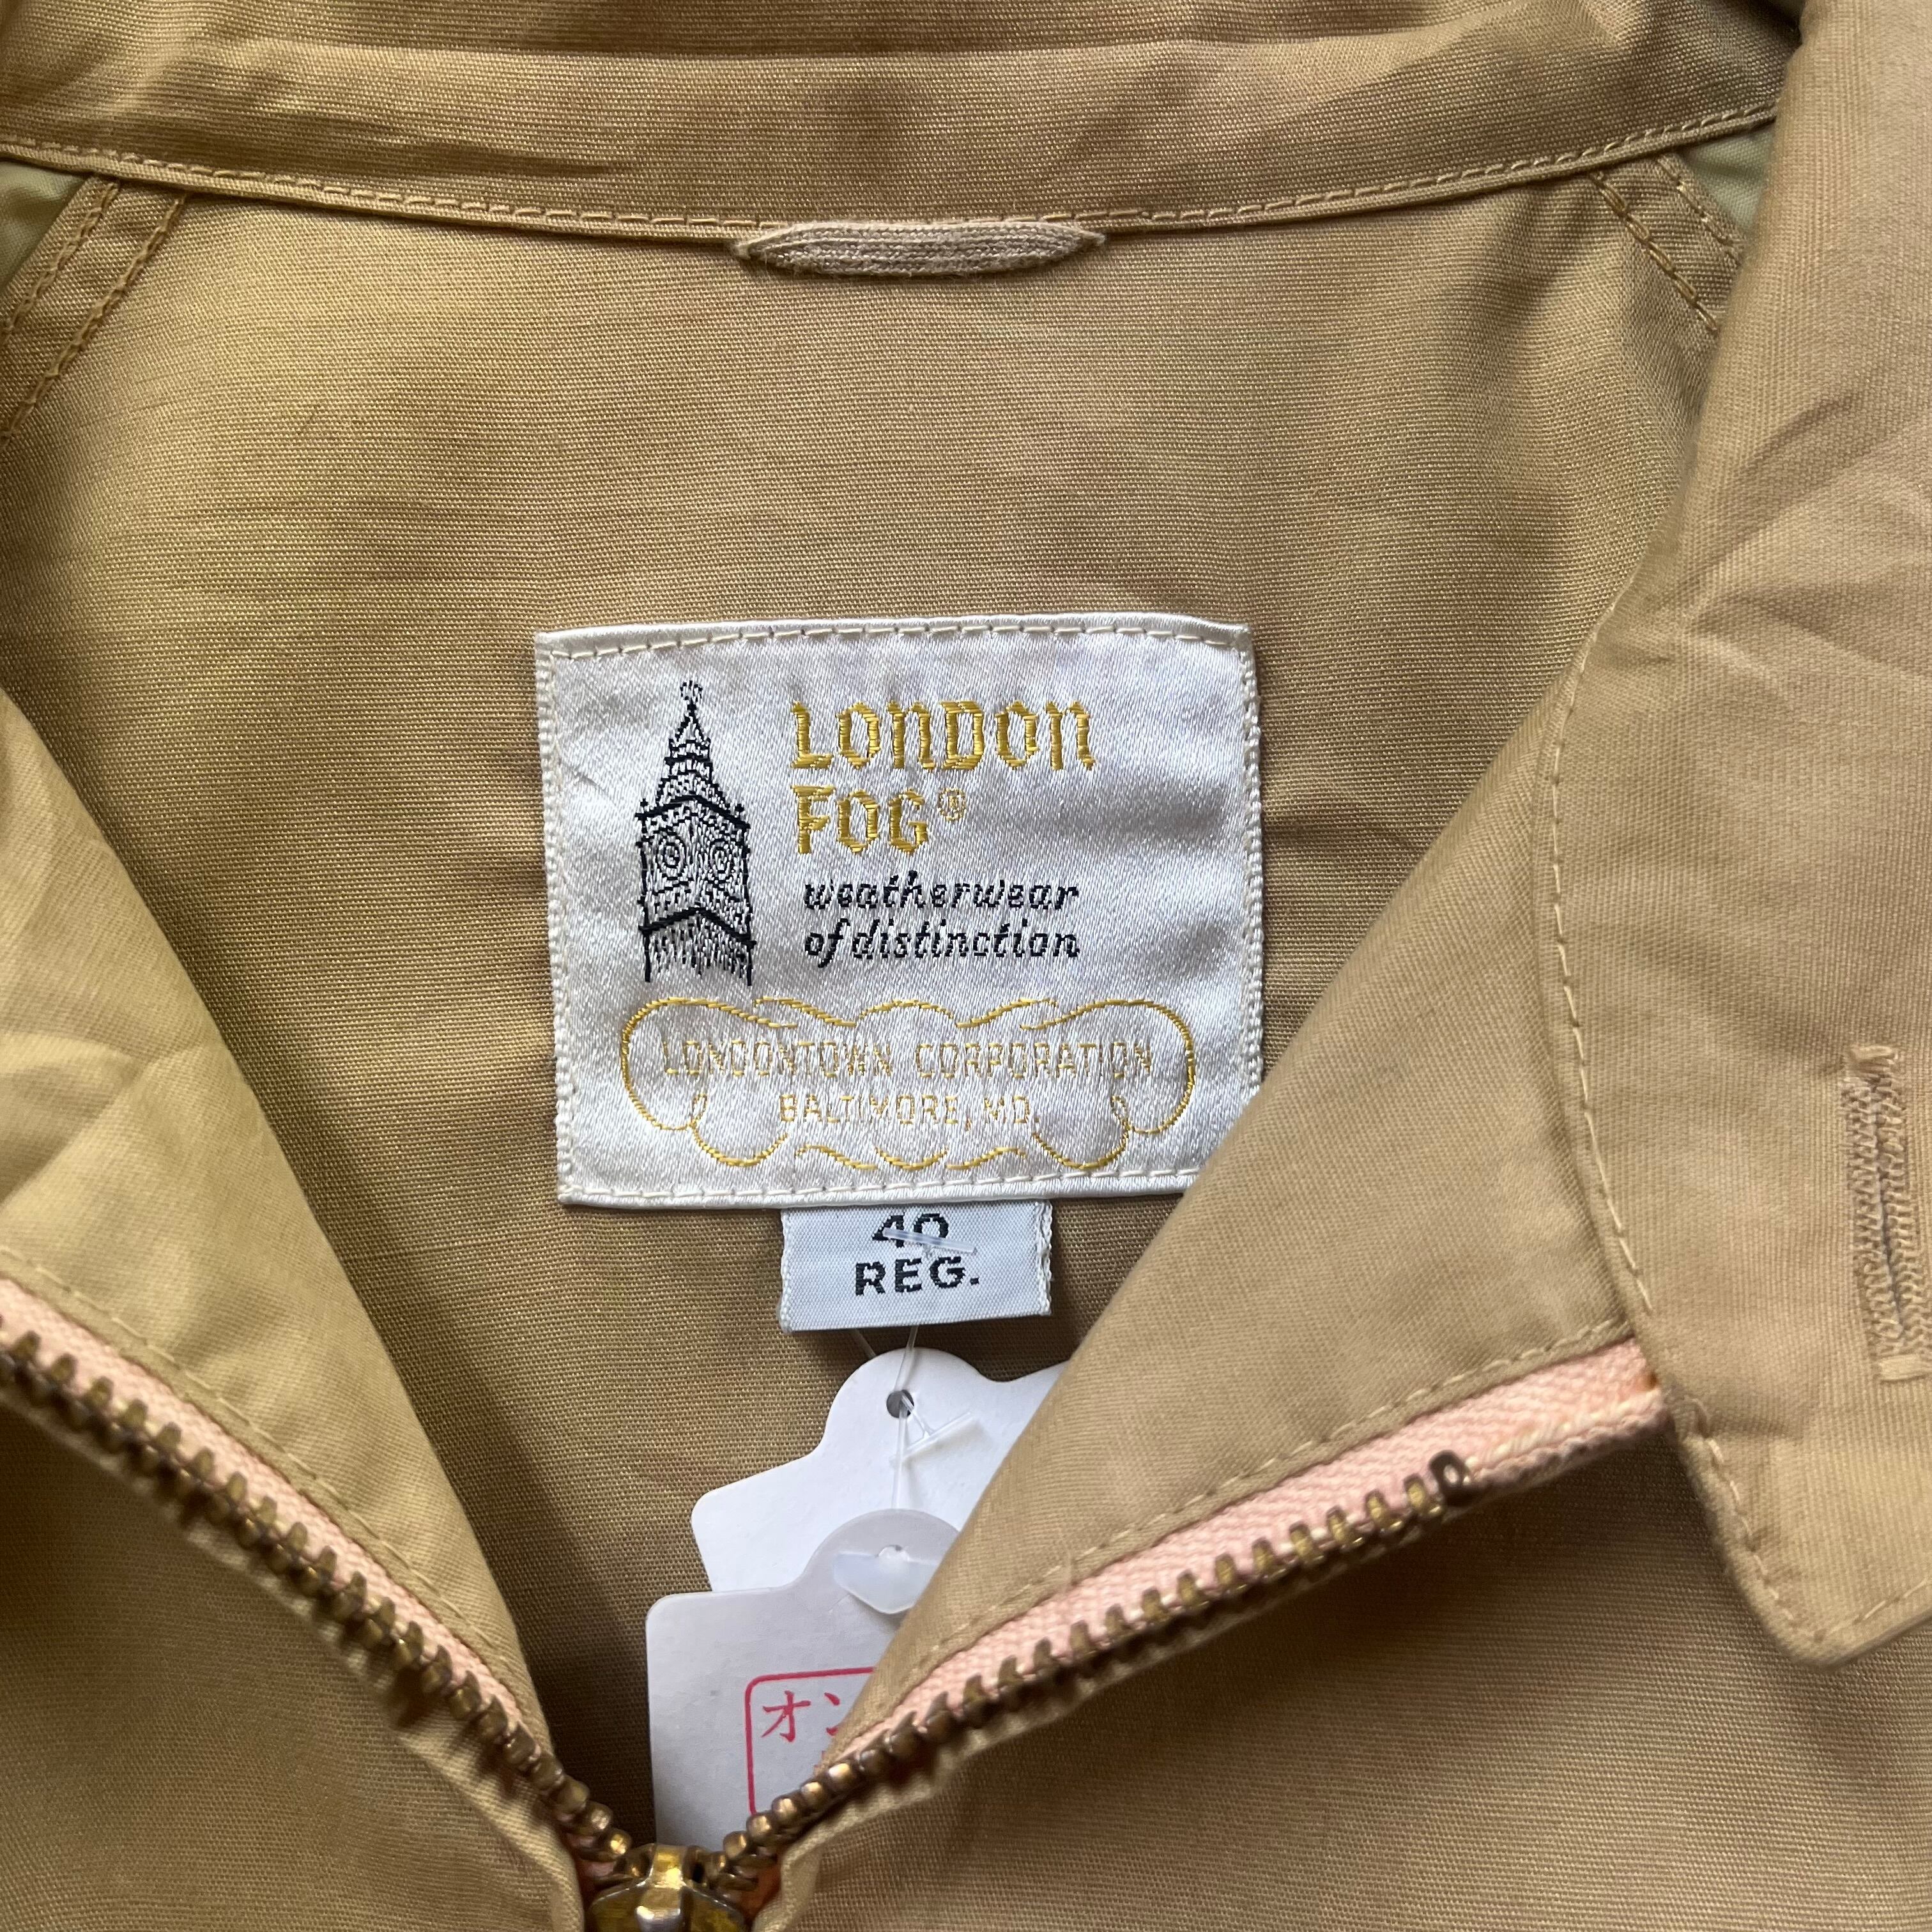 LONDON
FOG®
weatherwear
of distinction
LONDONTOWN CORPORATION
BALTIMORE, MD.
40
REG.
オン